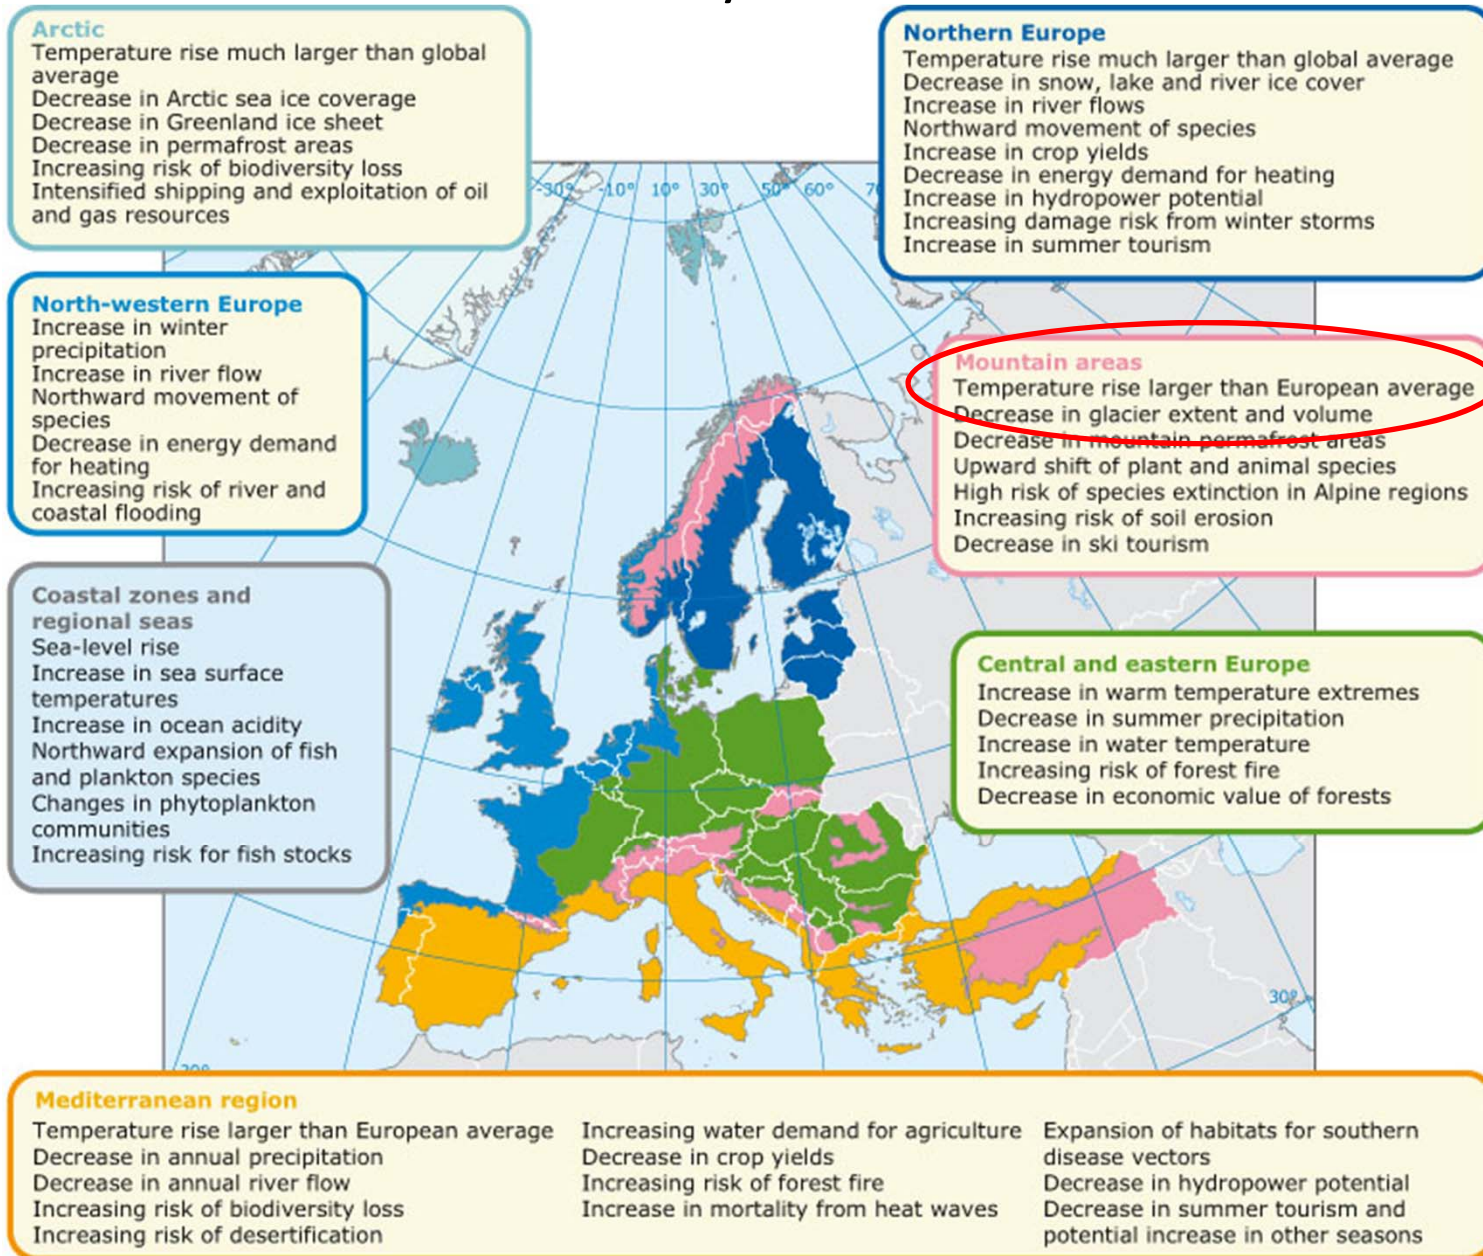 Arctic
Temperature rise much larger than global
average
Decrease in Arctic sea ice coverage
Decrease in Greenland ice sheet
Decrease in permafrost areas
Increasing risk of biodiversity loss
Intensified shipping and exploitation of oil
and gas resources
Northern Europe
Temperature rise much larger than global average
Decrease in snow, lake and river ice cover
Increase in river flows
Northward movement of species
Increase in crop yields
Decrease in energy demand for heating
Increase in hydropower potential
Increasing damage risk from winter storms
Increase in summer tourism
-30° -10° 10° 30° 50° 60°
North-western Europe
Increase in winter
precipitation
Increase in river flow
Northward movement of
species
Decrease in energy demand
for heating
Increasing risk of river and
coastal flooding
Mountain areas
Temperature rise larger than European average
Decrease in glacier extent and volume
Decrease in mountain permafrost areas
Upward shift of plant and animal species
High risk of species extinction in Alpine regions
Increasing risk of soil erosion
Decrease in ski tourism
Coastal zones and
regional seas
Sea-level rise
Increase in sea surface
temperatures
Increase in ocean acidity
Northward expansion of fish
and plankton species
Changes in phytoplankton
communities
Increasing risk for fish stocks
Central and eastern Europe
Increase in warm temperature extremes
Decrease in summer precipitation
Increase in water temperature
Increasing risk of forest fire
Decrease in economic value of forests
30°
Mediterranean region
Temperature rise larger than European average
Decrease in annual precipitation
Decrease in annual river flow
Increasing risk of biodiversity loss
Increasing risk of desertification
Increasing water demand for agriculture
Decrease in crop yields
Increasing risk of forest fire
Increase in mortality from heat waves
Expansion of habitats for southern
disease vectors
Decrease in hydropower potential
Decrease in summer tourism and
potential increase in other seasons